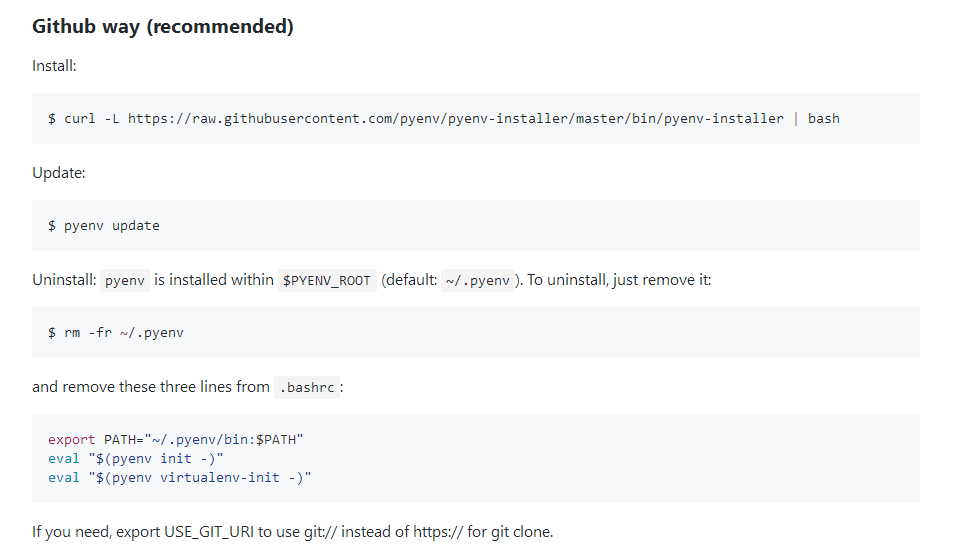 Github way (recommended)
Install:
$ curl -L https://raw.githubusercontent.com/pyenv/pyenv-installer/master/bin/pyenv-installer | bash
Update:
$ pyenv update
Uninstall: pyenv is installed within $PYENV_ROOT (default: ~/.pyenv ). To uninstall, just remove it:
$ rm -fr ~/.pyenv
and remove these three lines from .bashrc :
export PATH="~/.pyenv/bin:$PATH"
eval "$(pyenv init -)"
eval "$(pyenv virtualenv-init -)"
If you need, export USE_GIT_URI to use git:// instead of https:// for git clone.